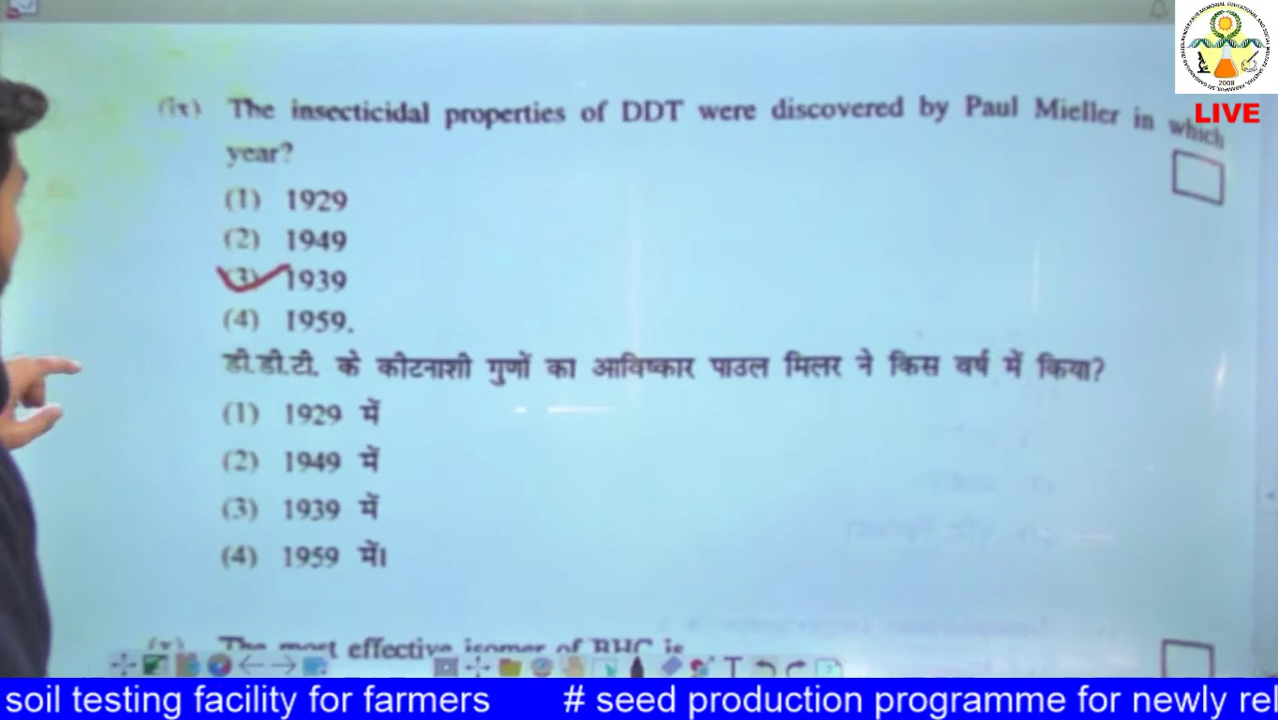 (ix) The insecticidal properties of DDT were discovered by Paul Mieller in which
year?
(1) 1929
(2) 1949
(3) 1939
(4) 1959.
डी.डी.टी. के कीटनाशी गुणों का आविष्कार पाउल मिलर ने किस वर्ष में किया?
(1) 1929 में
(2) 1949 में
(3) 1939 में
(4) 1959 में।
(x) The most effective isomer of BHC is
2008
LIVE
soil testing facility for farmers # seed production programme for newly rel